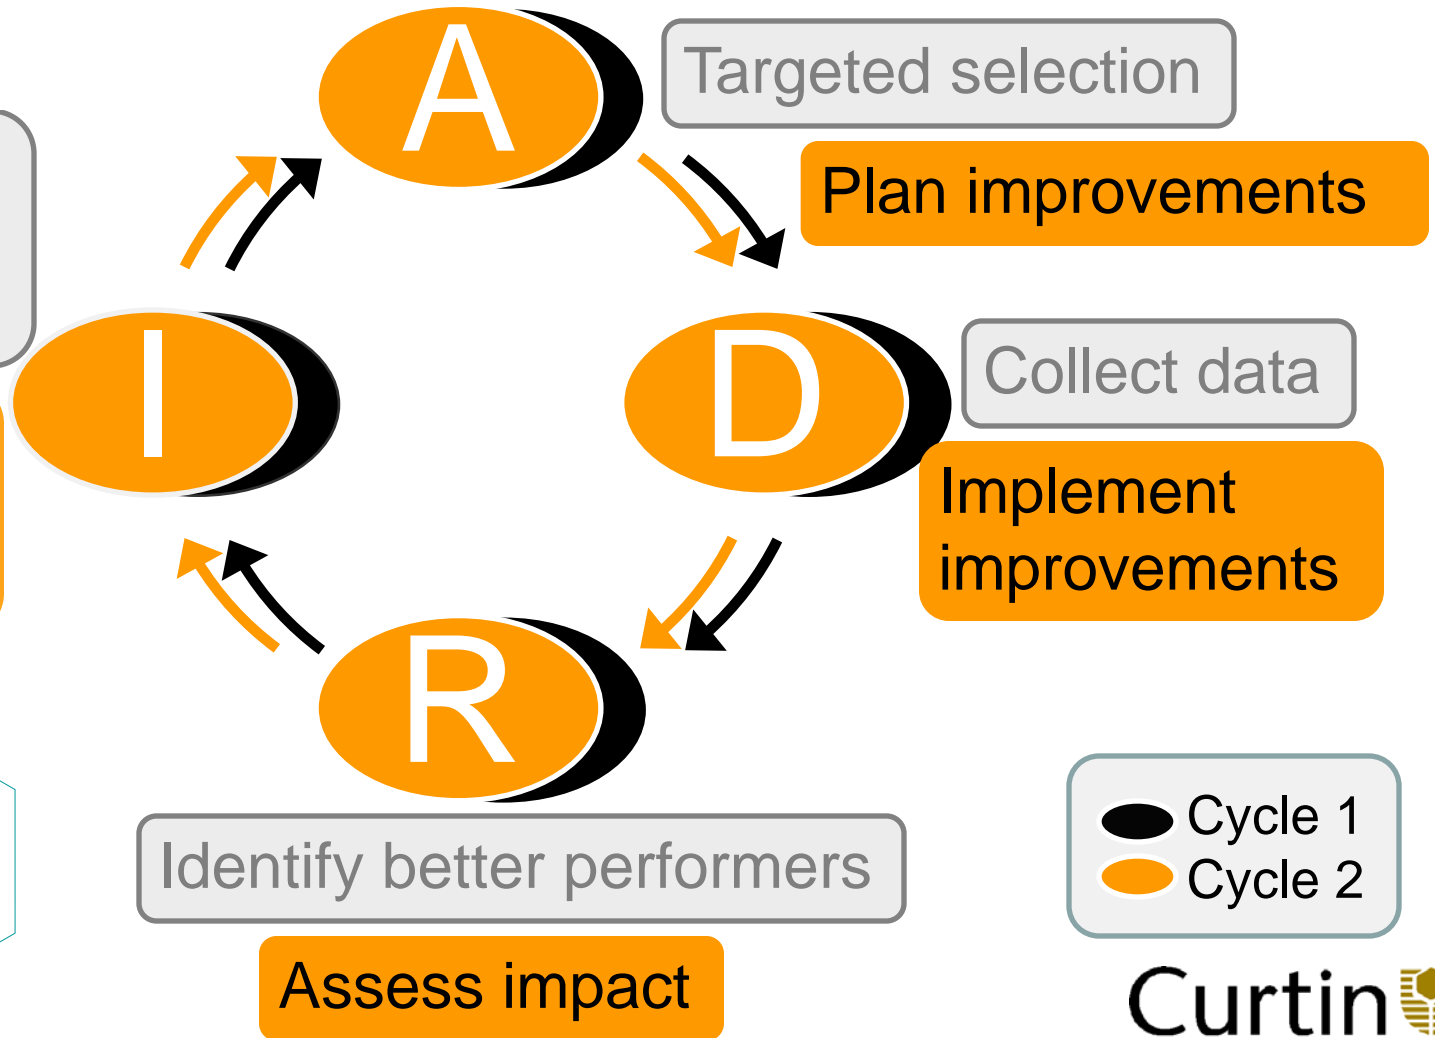 A
Targeted selection
Plan improvements
I
D
Collect data
Implement
improvements
R
Identify better performers
Assess impact
Cycle 1
Cycle 2
Curtin